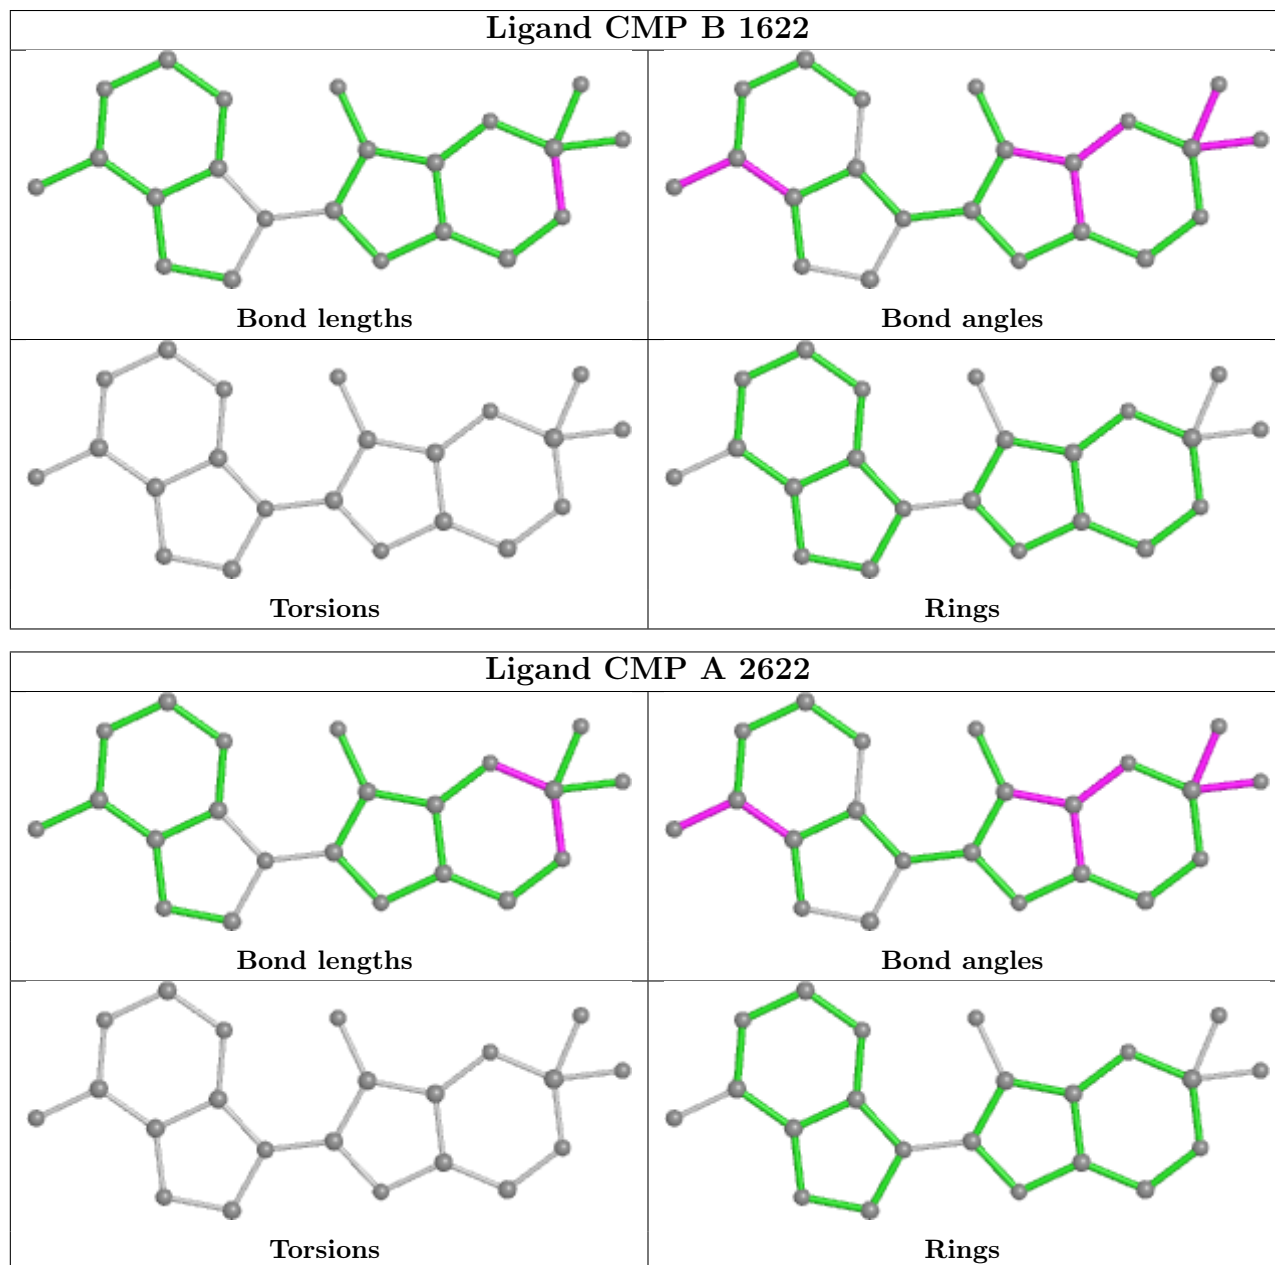 Ligand CMP B 1622
Bond lengths
Bond angles
Torsions
Rings
Ligand CMP A 2622
Bond lengths
Bond angles
Torsions
Rings